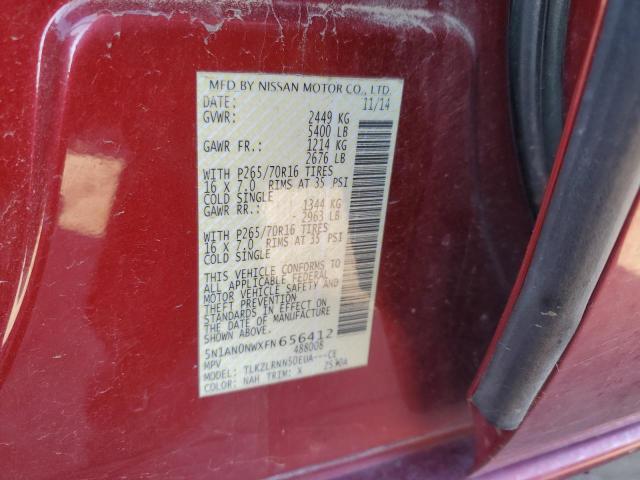 MFD BY NISSAN MOTOR CO., LTD.
DATE: 11/14
GVWR: 2449 KG
5400 LB
GAWR FR.: 1214 KG
2676 LB
WITH P265/70R16 TIRES
16 X 7.0 RIMS AT 35 PSI
COLD SINGLE
GAWR RR.: 1344 KG
2963 LB
WITH P265/70R16 TIRES
16 X 7.0 RIMS AT 35 PSI
COLD SINGLE
THIS VEHICLE CONFORMS TO
ALL APPLICABLE FEDERAL
MOTOR VEHICLE SAFETY AND
THEFT PREVENTION
STANDARDS IN EFFECT ON
THE DATE OF MANUFACTURE
SHOWN ABOVE.
5N1AN0NWXFN656412
MPV 488008
MODEL: TLKZLRNN50EUA---CE
COLOR: NAH TRIM: X